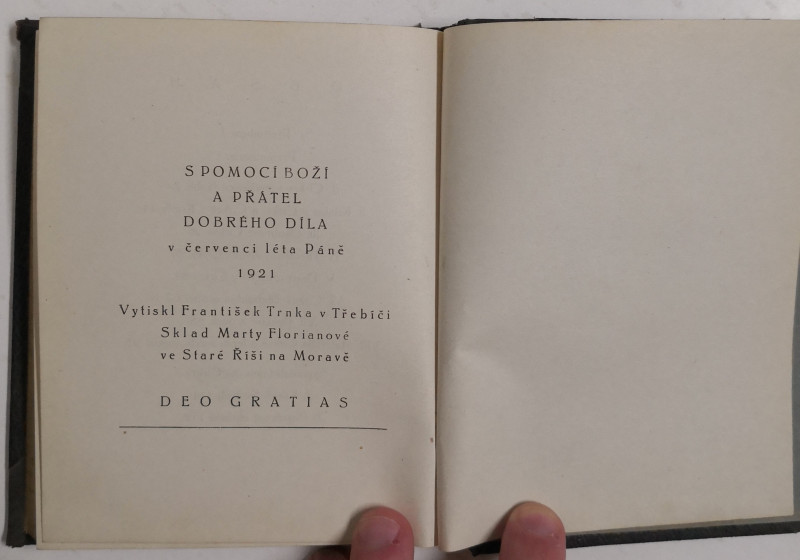 S POMOCÍ BOŽÍ
A PŘÁTEL
DOBRÉHO DÍLA
v červenci léta Páně
1921
Vytiskl František Trnka v Třebíči
Sklad Marty Florianové
ve Staré Říši na Moravě
DEO GRATIAS